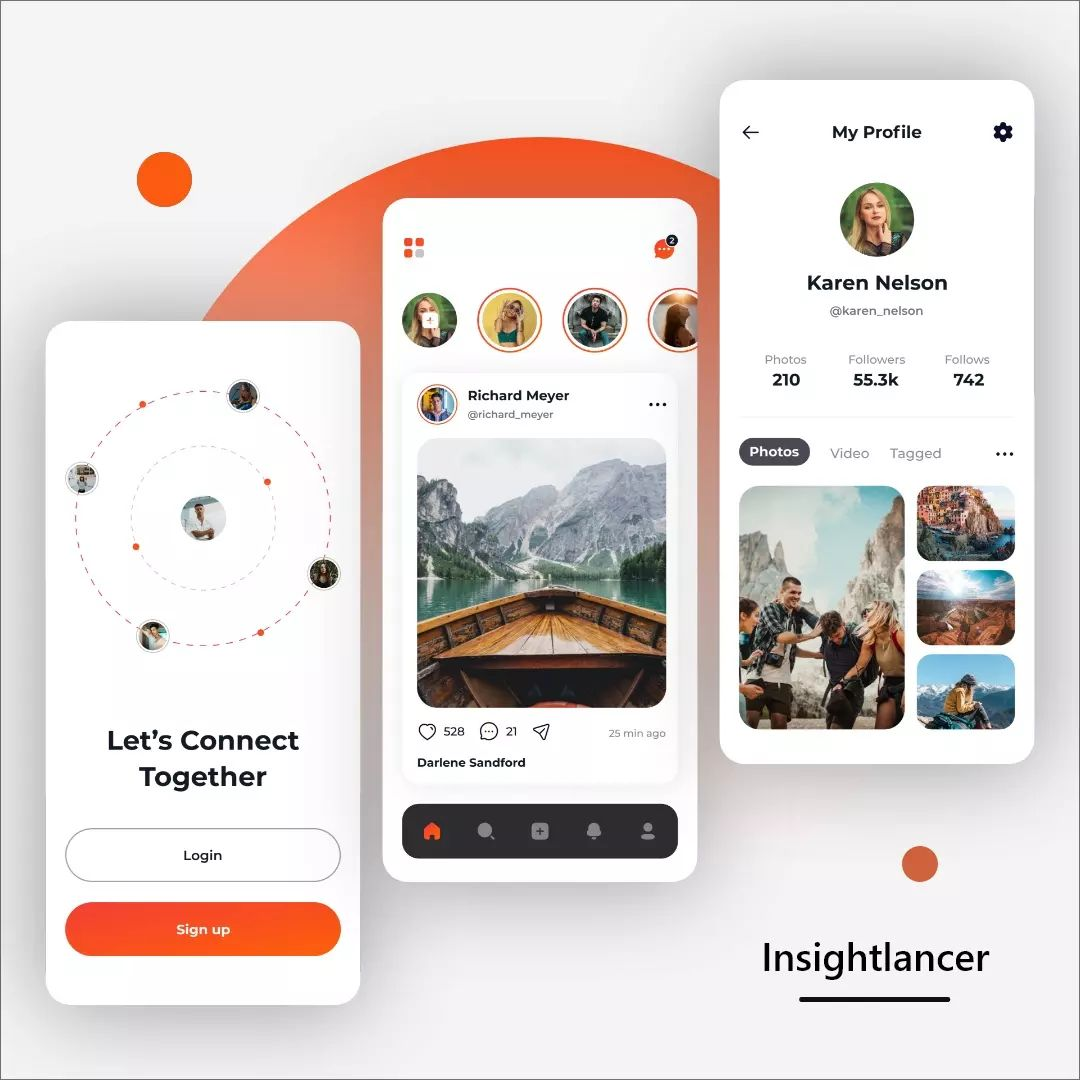 Let's Connect
Together
Login
Sign up
2
Richard Meyer
@richard_meyer
528
21
25 min ago
Darlene Sandford
My Profile
Karen Nelson
@karen_nelson
Photos Followers Follows
210 55.3k 742
Photos Video Tagged
Insightlancer